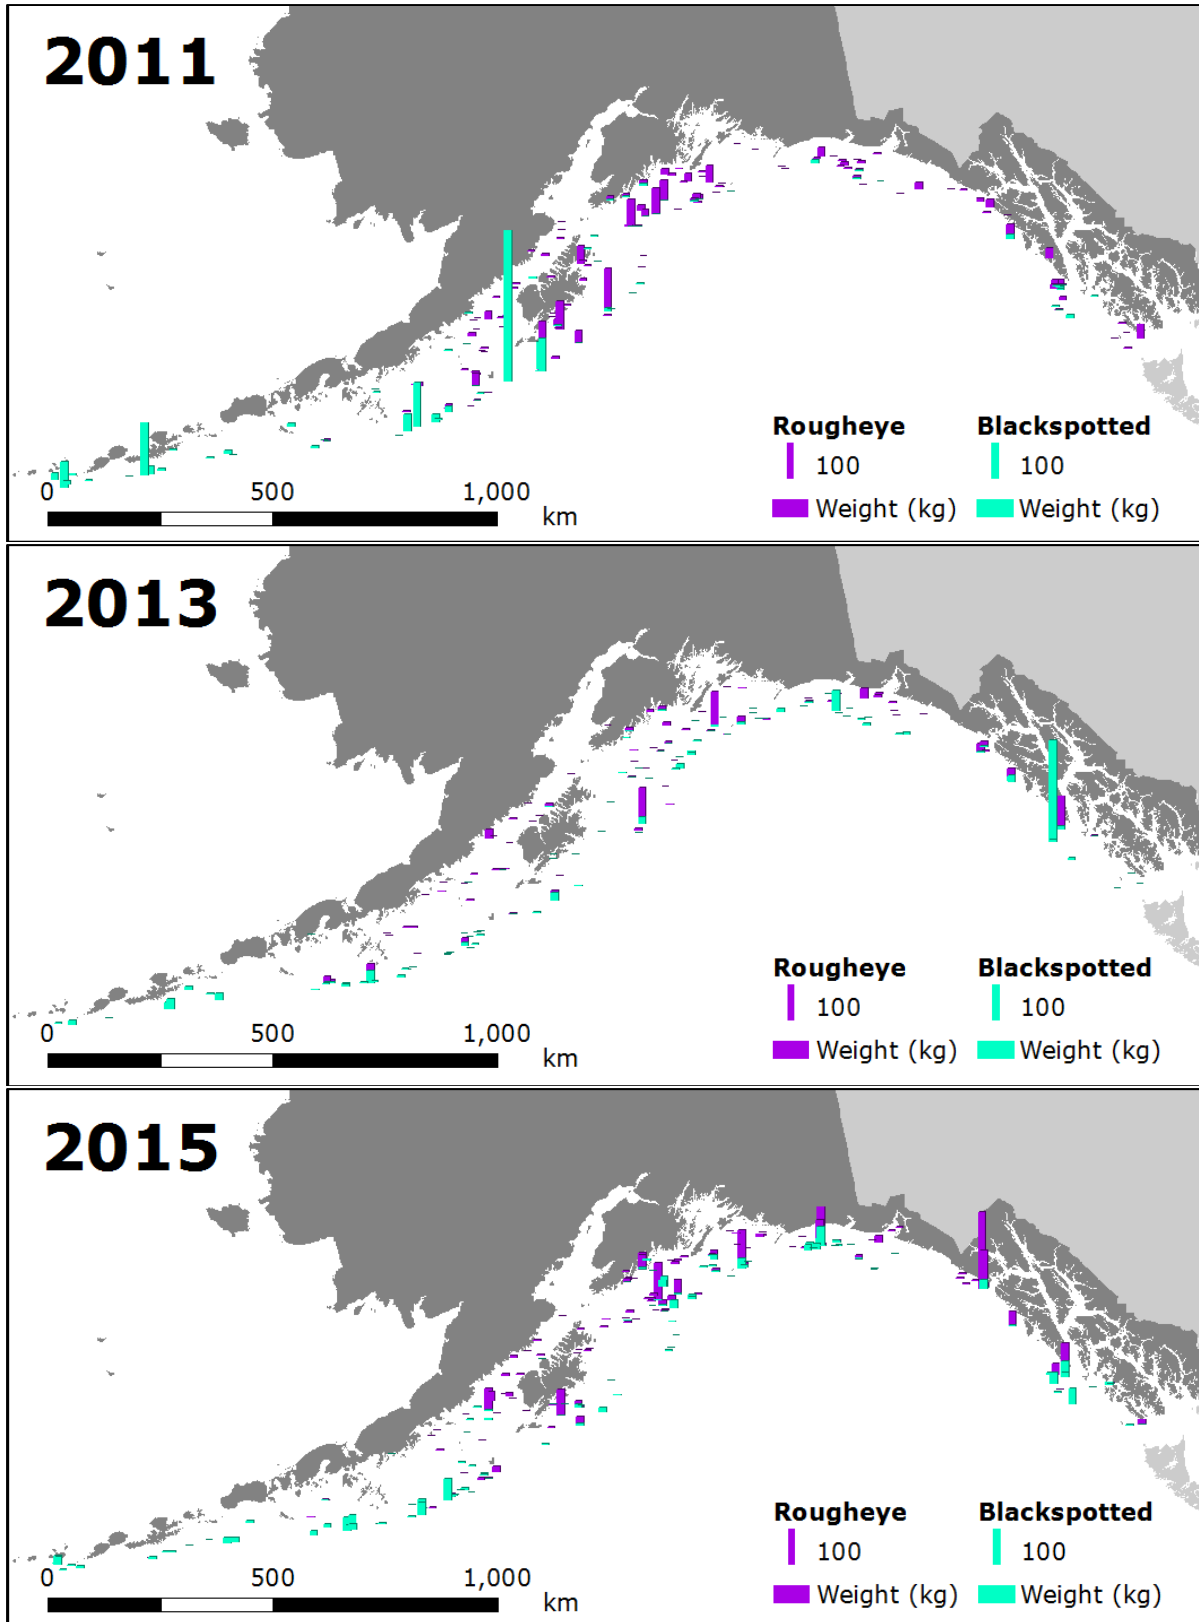 2011
Rougheye Blackspotted
100 100
Weight (kg) Weight (kg)
0 500 1,000
km
2013
Rougheye Blackspotted
100 100
Weight (kg) Weight (kg)
0 500 1,000
km
2015
Rougheye Blackspotted
100 100
Weight (kg) Weight (kg)
0 500 1,000
km